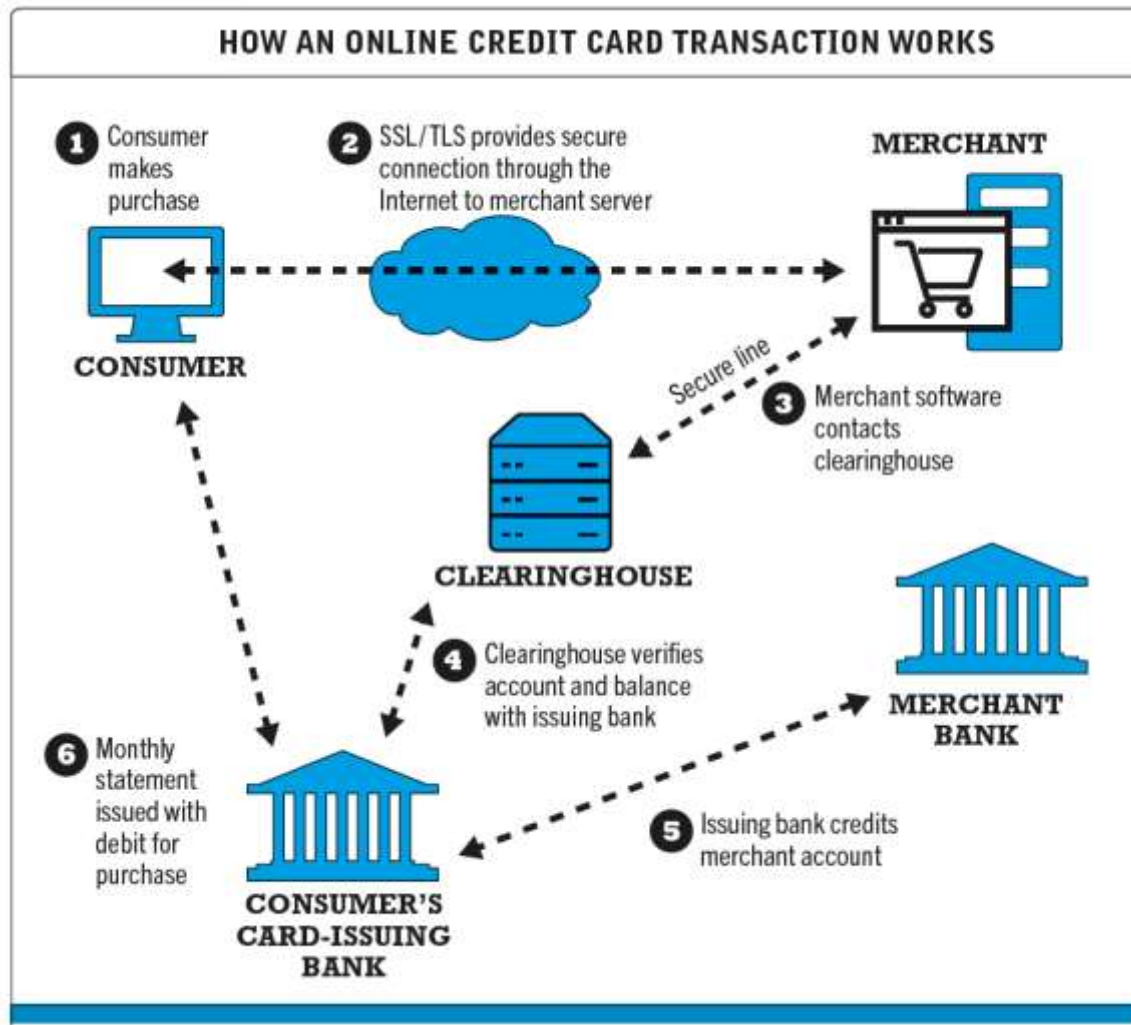 HOW AN ONLINE CREDIT CARD TRANSACTION WORKS
1 Consumer
makes
purchase
2 SSL/TLS provides secure
connection through the
Internet to merchant server
MERCHANT
CONSUMER
Secure line
3 Merchant software
contacts
clearinghouse
CLEARINGHOUSE
4 Clearinghouse verifies
account and balance
with issuing bank
MERCHANT
BANK
6 Monthly
statement
issued with
debit for
purchase
5 Issuing bank credits
merchant account
CONSUMER’S
CARD-ISSUING
BANK